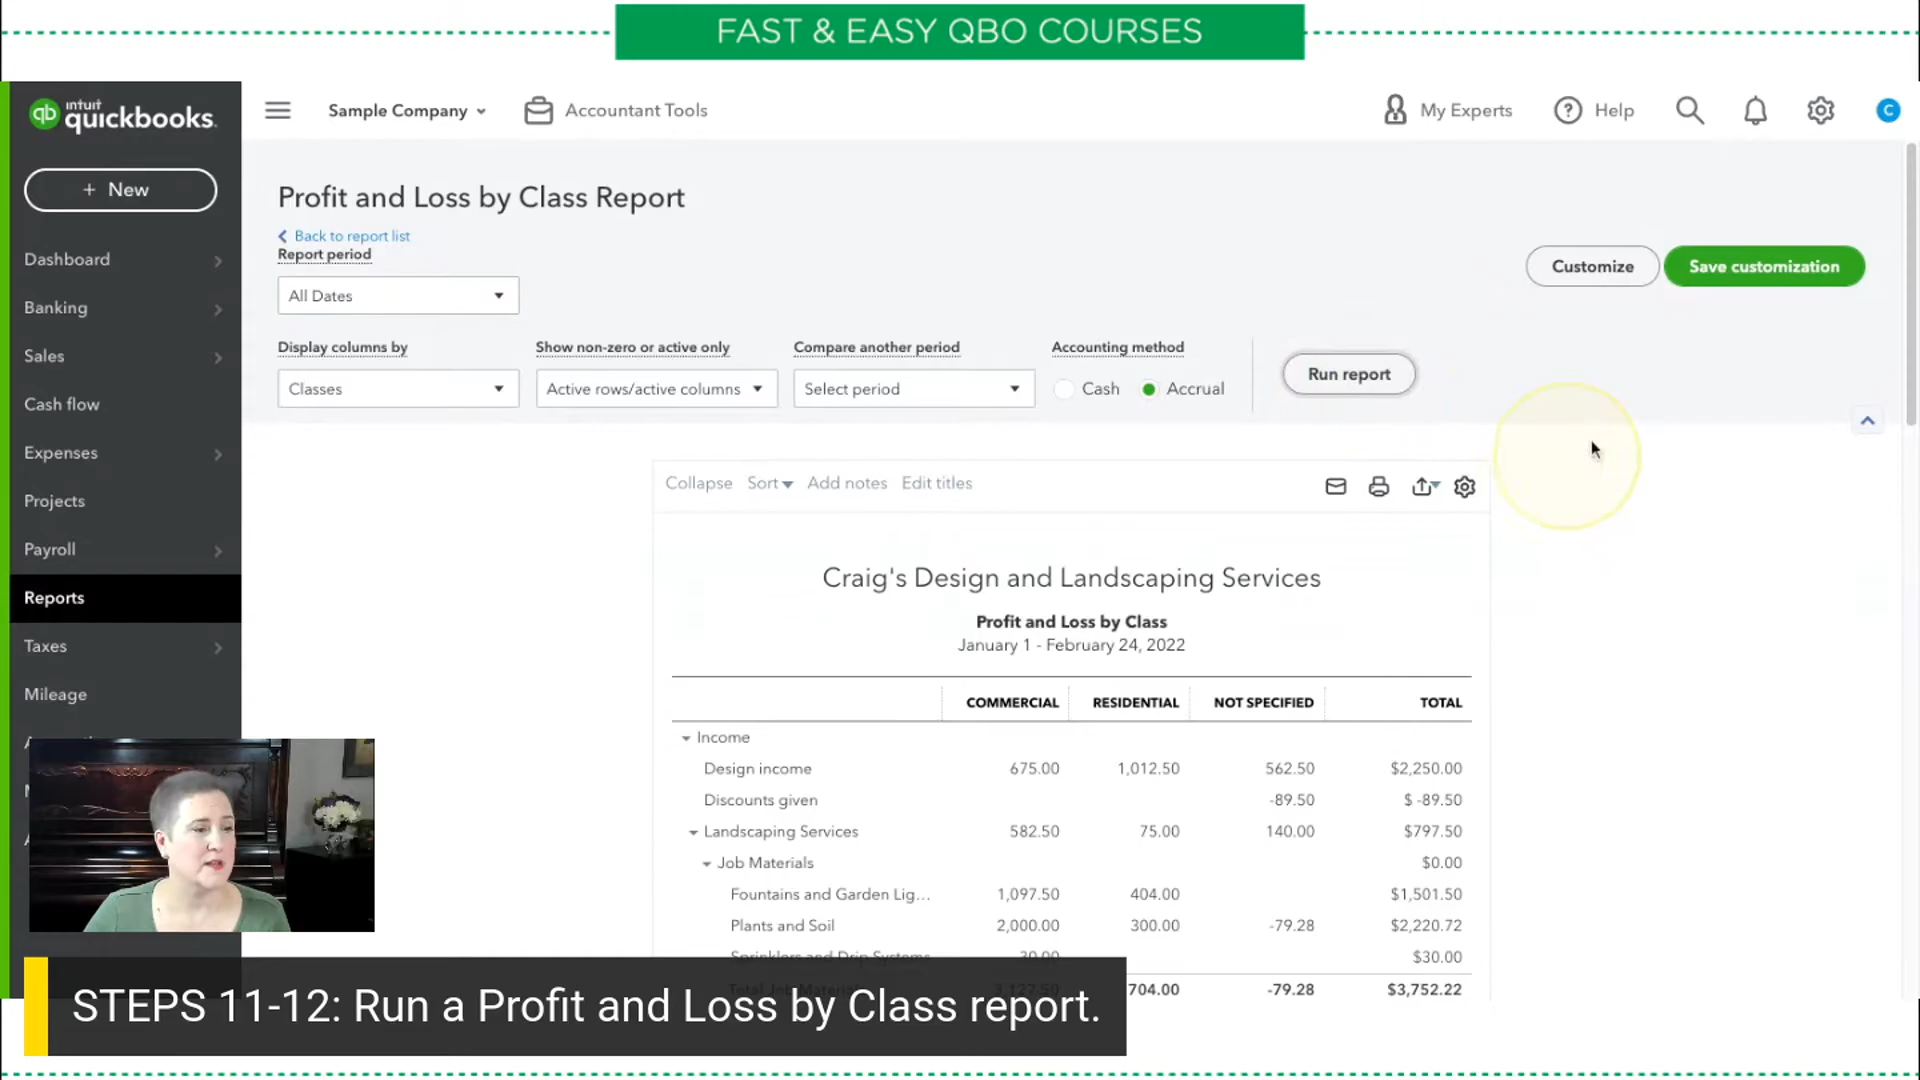 FAST & EASY QBO COURSES
intuit
quickbooks.
Sample Company
Accountant Tools
My Experts
Help
C
+ New
Dashboard
Banking
Sales
Cash flow
Expenses
Projects
Payroll
Reports
Taxes
Mileage
Profit and Loss by Class Report
Back to report list
Report period
All Dates
Customize
Save customization
Display columns by
Show non-zero or active only
Compare another period
Accounting method
Classes
Active rows/active columns
Select period
Cash
Accrual
Run report
Collapse Sort Add notes Edit titles
Craig's Design and Landscaping Services
Profit and Loss by Class
January 1 - February 24, 2022
COMMERCIAL RESIDENTIAL NOT SPECIFIED TOTAL
Income
Design income 675.00 1,012.50 562.50 $2,250.00
Discounts given -89.50 $ -89.50
Landscaping Services 582.50 75.00 140.00 $797.50
Job Materials $0.00
Fountains and Garden Lig... 1,097.50 404.00 $1,501.50
Plants and Soil 2,000.00 300.00 -79.28 $2,220.72
Sprinklers and Drip Systems 30.00 $30.00
704.00 -79.28 $3,752.22
STEPS 11-12: Run a Profit and Loss by Class report.